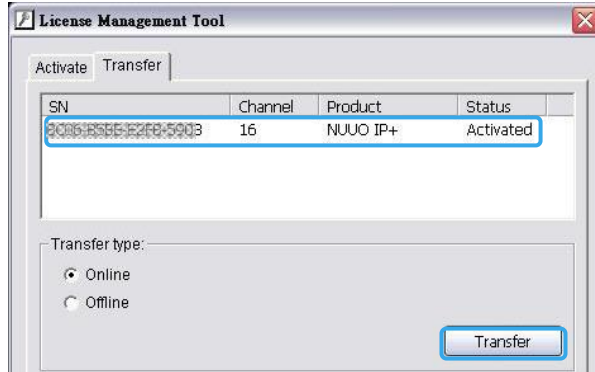 License Management Tool
Activate Transfer
SN Channel Product Status
16 NUUO IP+ Activated
Transfer type:
Online
Offline
Transfer